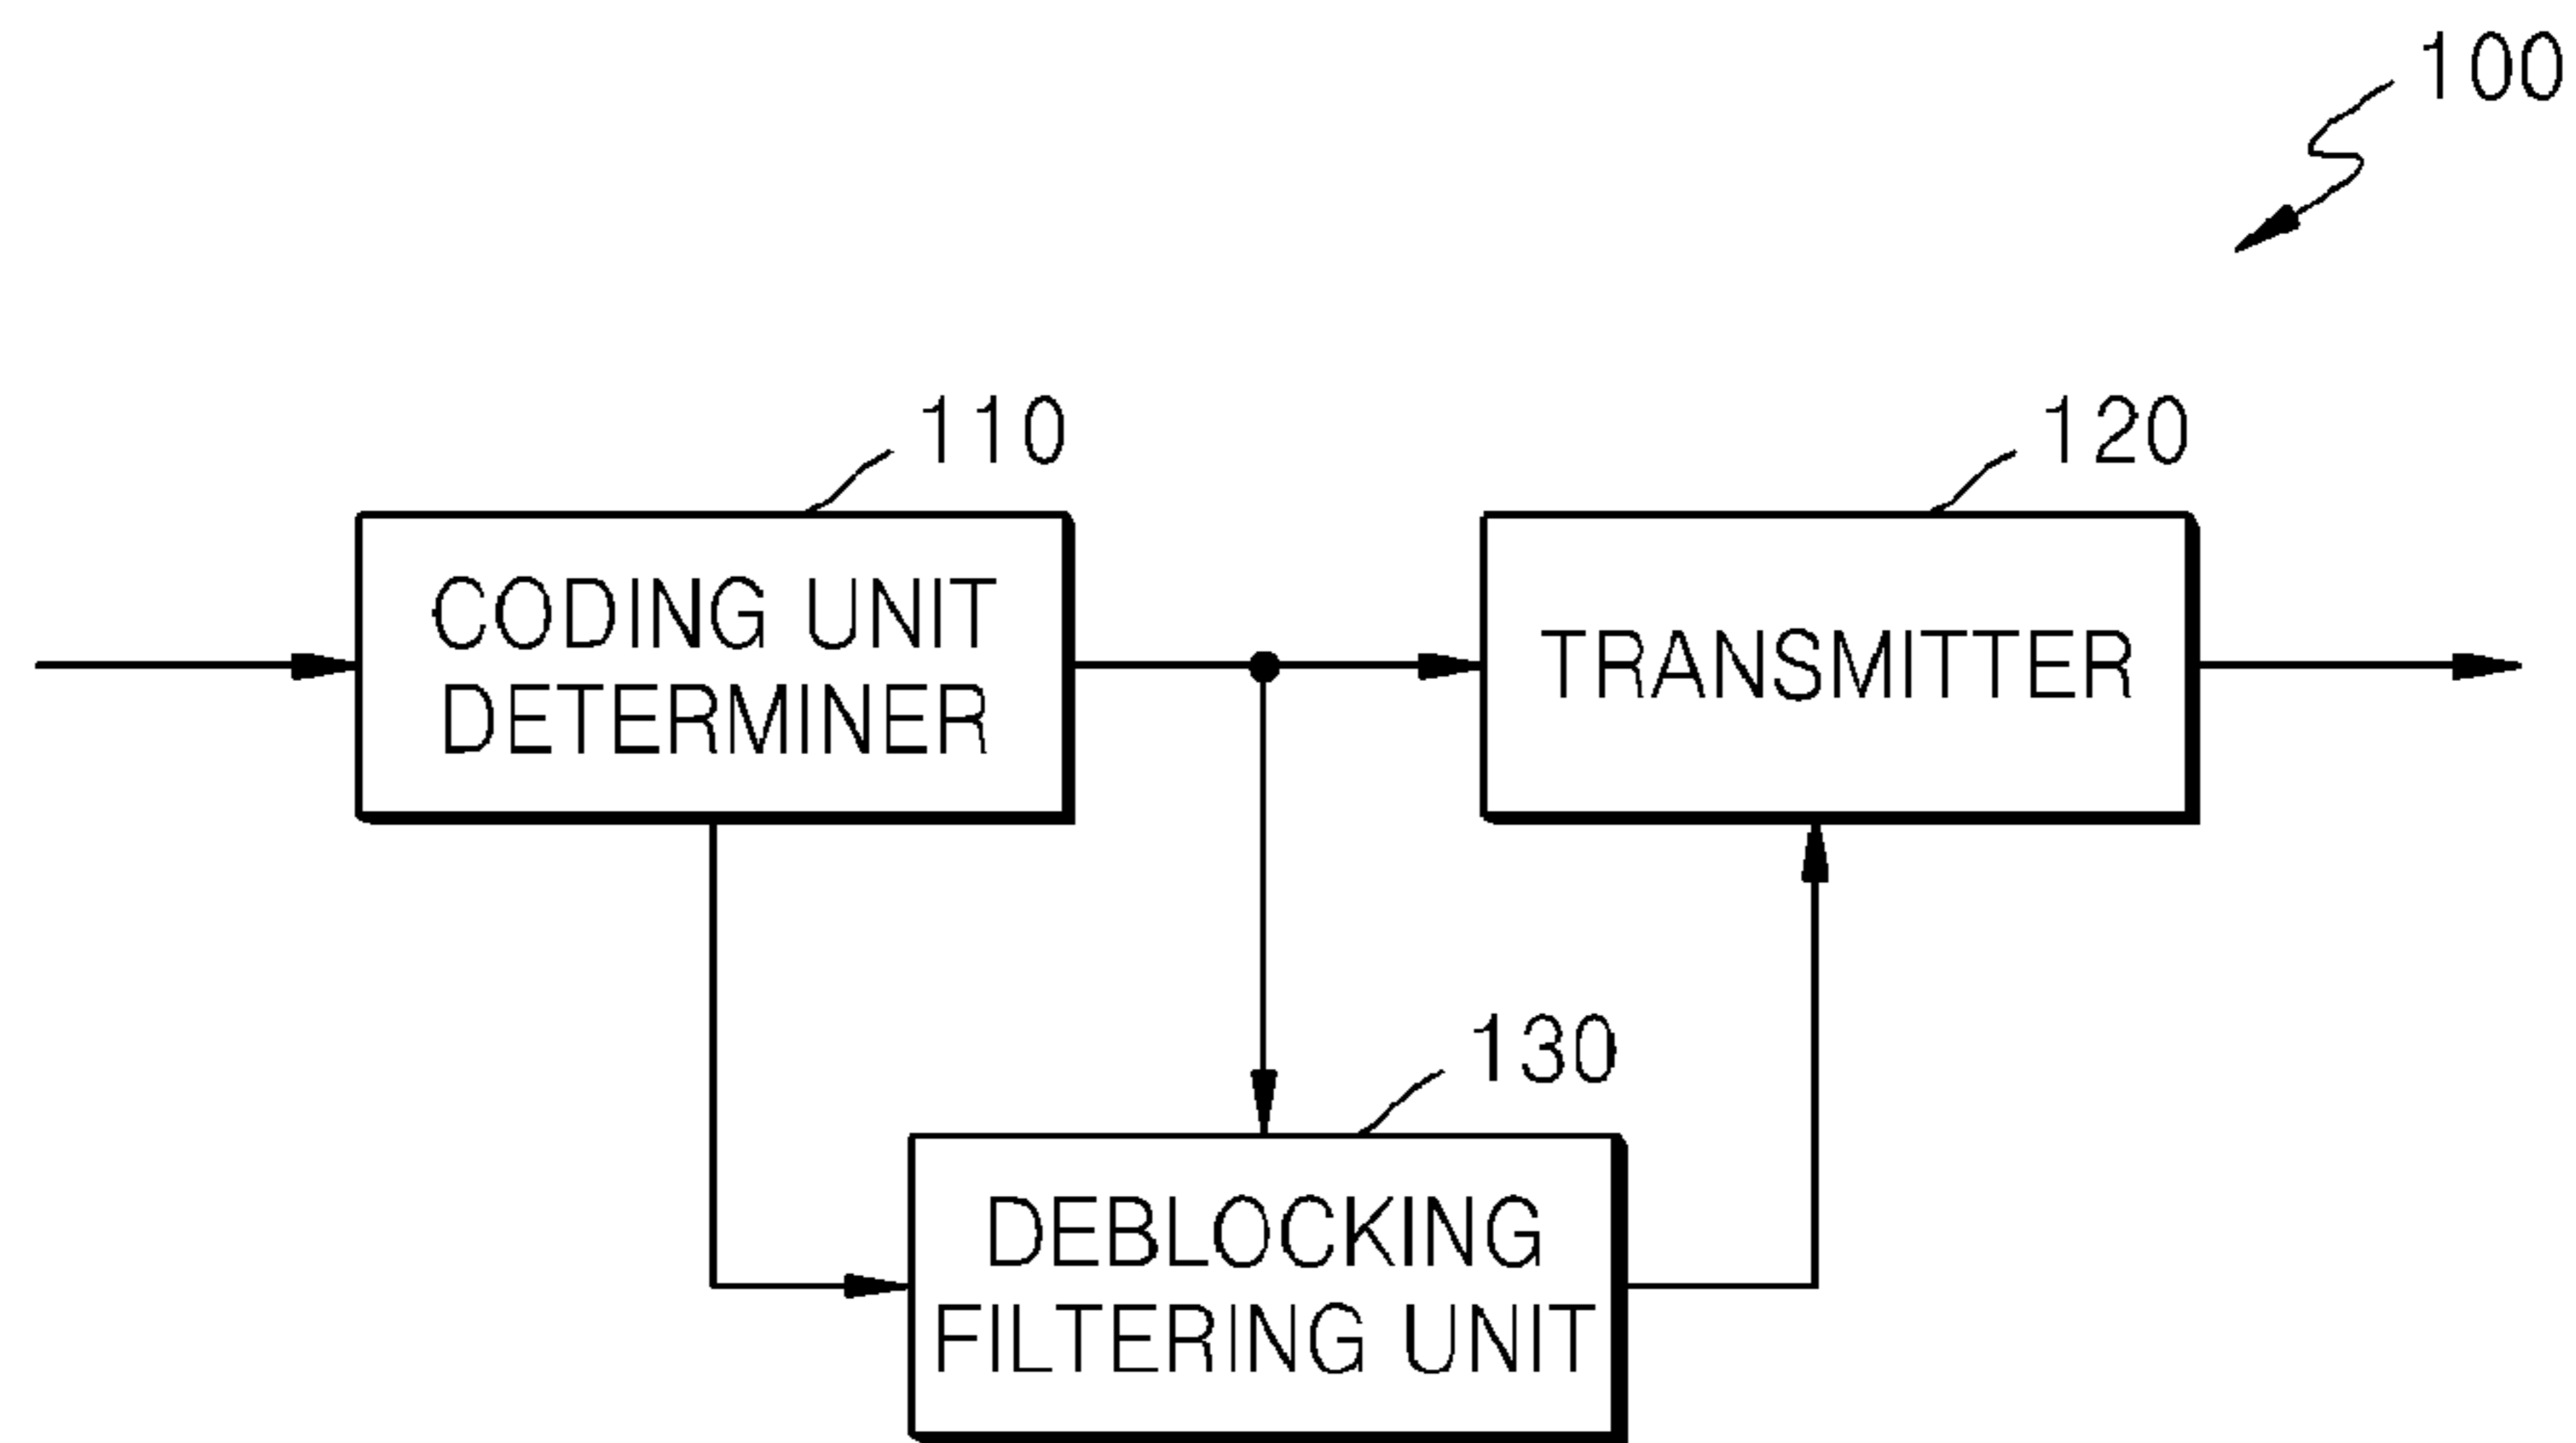 100
110
120
CODING UNIT
DETERMINER
TRANSMITTER
130
DEBLOCKING
FILTERING UNIT